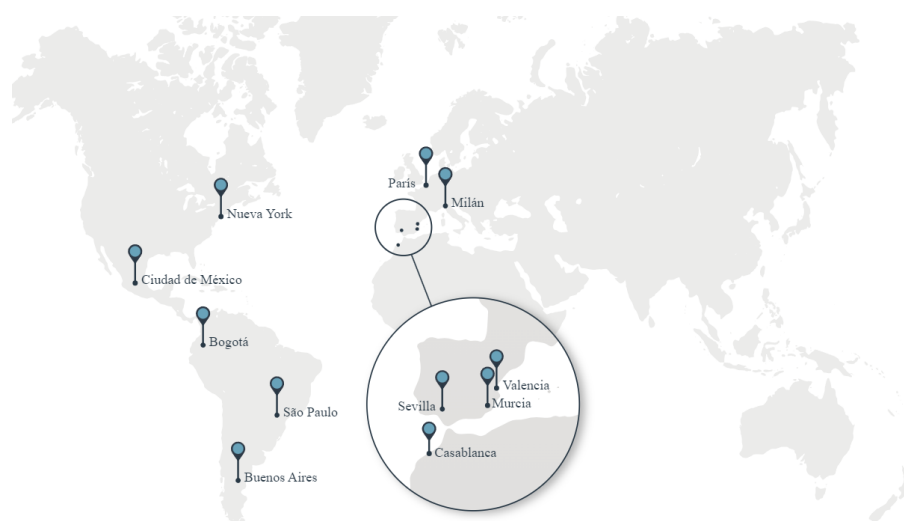 París
Milán
Nueva York
Ciudad de México
Bogotá
São Paulo
Buenos Aires
Valencia
Sevilla
Murcia
Casablanca